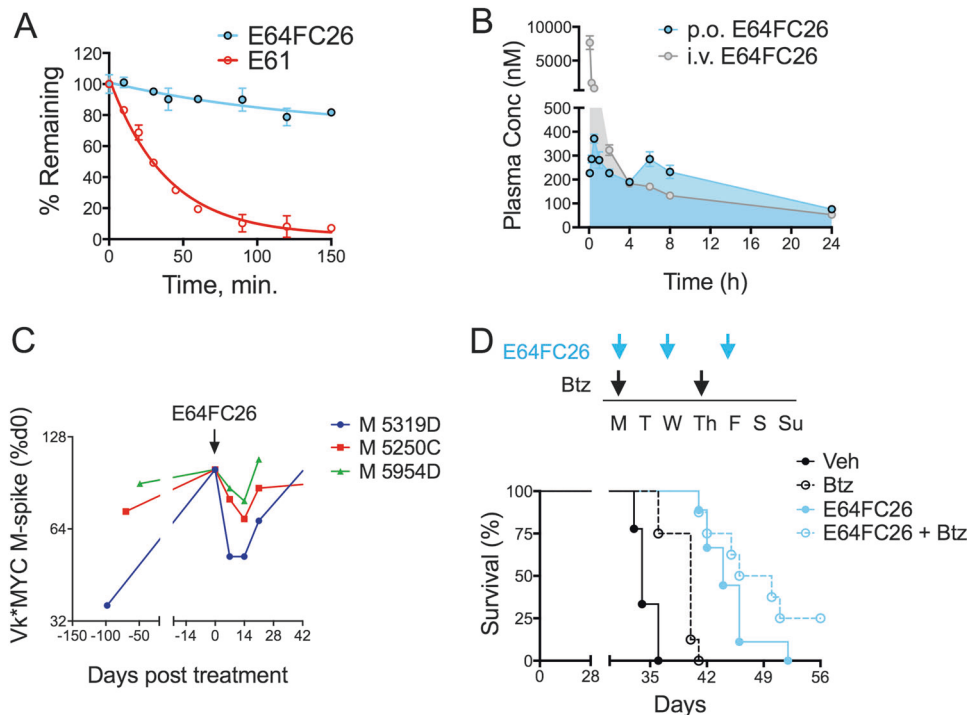 A
E64FC26
E61
% Remaining
120
100
80
60
40
20
0
0 50 100 150
Time, min.
B
p.o. E64FC26
i.v. E64FC26
Plasma Conc (nM)
10000
5000
500
400
300
200
100
0
0 4 8 12 16 20 24
Time (h)
C
E64FC26
M 5319D
M 5250C
M 5954D
Vk*MYC M-spike (%d0)
128
64
32
-150 -100 -50 -14 0 14 28 42
Days post treatment
D
E64FC26
Btz
M T W Th F S Su
Veh
Btz
E64FC26
E64FC26 + Btz
Survival (%)
100
75
50
25
0
0 28 35 42 49 56
Days